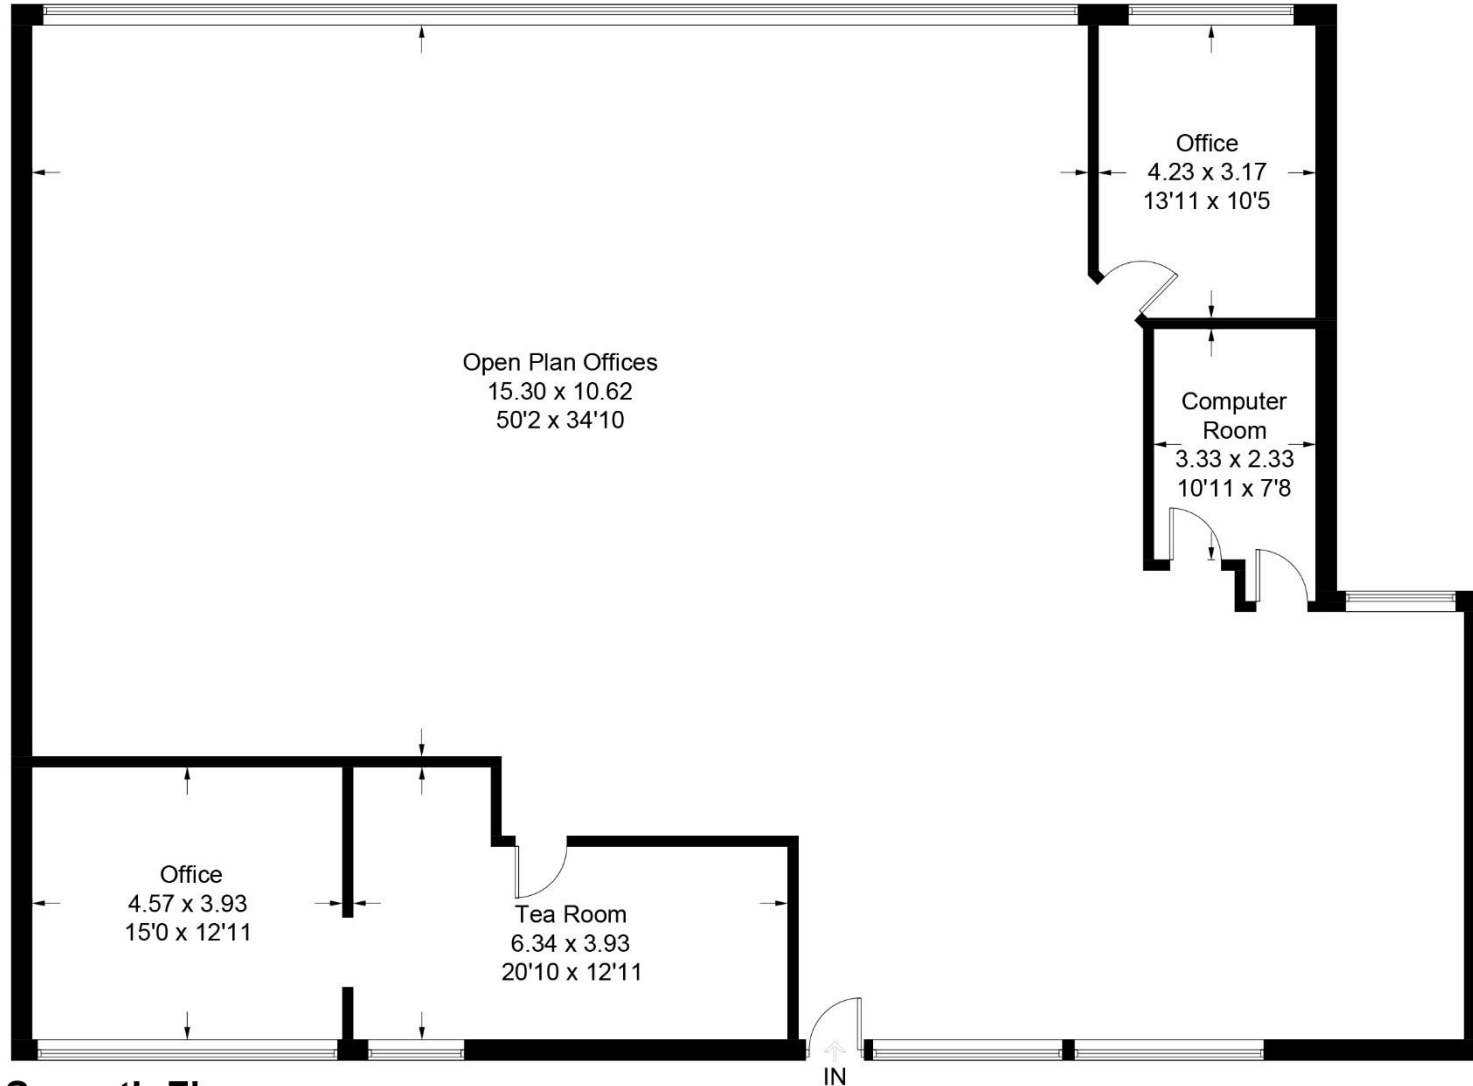 Office
4.23 x 3.17
13'11 x 10'5
Open Plan Offices
15.30 x 10.62
50'2 x 34'10
Computer
Room
3.33 x 2.33
10'11 x 7'8
Office
4.57 x 3.93
15'0 x 12'11
Tea Room
6.34 x 3.93
20'10 x 12'11
IN